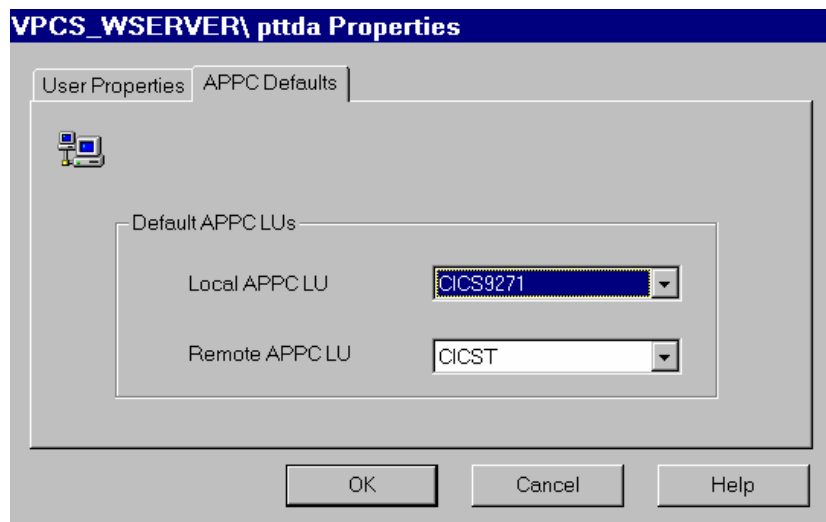 VPCS_WSERVER\ pttda Properties
User Properties APPC Defaults
Default APPC LUs
Local APPC LU CICS9271
Remote APPC LU CICST
OK Cancel Help